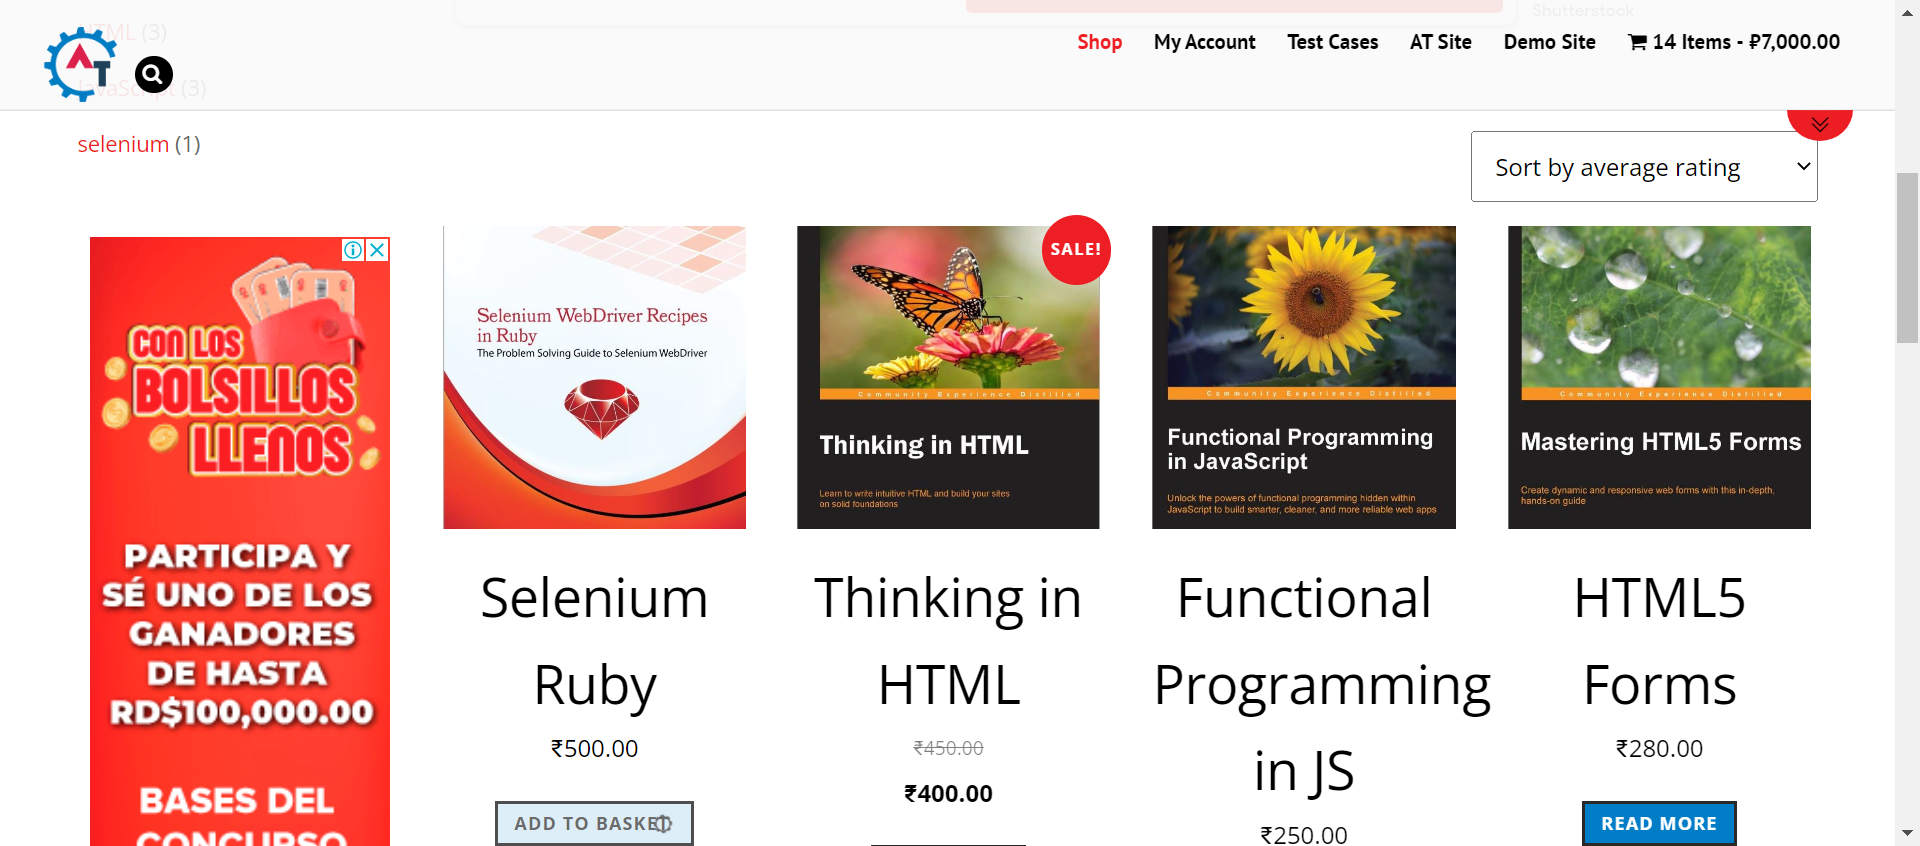 HTML (3)
Shutterstock
AT
Shop
My Account
Test Cases
AT Site
Demo Site
14 Items - ₽7,000.00
JavaScript (3)
selenium (1)
Sort by average rating
CON LOS
BOLSILLOS
LLENOS
PARTICIPA Y
SÉ UNO DE LOS
GANADORES
DE HASTA
RD$100,000.00
BASES DEL
CONCURSO
Selenium WebDriver Recipes
in Ruby
The Problem Solving Guide to Selenium WebDriver
Selenium
Ruby
₹500.00
ADD TO BASKET
SALE!
Community Experience Distilled
Thinking in HTML
Learn to write intuitive HTML and build your sites
on solid foundations
Thinking in
HTML
₹450.00
₹400.00
Community Experience Distilled
Functional Programming
in JavaScript
Unlock the powers of functional programming hidden within
JavaScript to build smarter, cleaner, and more reliable web apps
Functional
Programming
in JS
₹250.00
Community Experience Distilled
Mastering HTML5 Forms
Create dynamic and responsive web forms with this in-depth,
hands-on guide
HTML5
Forms
₹280.00
READ MORE